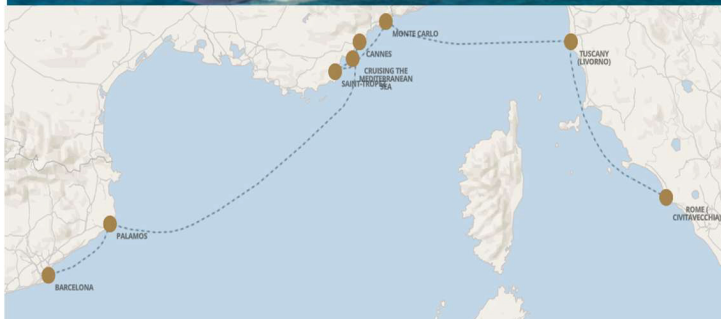 MONTE CARLO
CANNES
TUSCANY
(LIVORNO)
CRUISING THE
MEDITERRANEAN
SEA
SAINT-TROPEZ
ROME (
CIVITAVECCHIA)
PALAMOS
BARCELONA